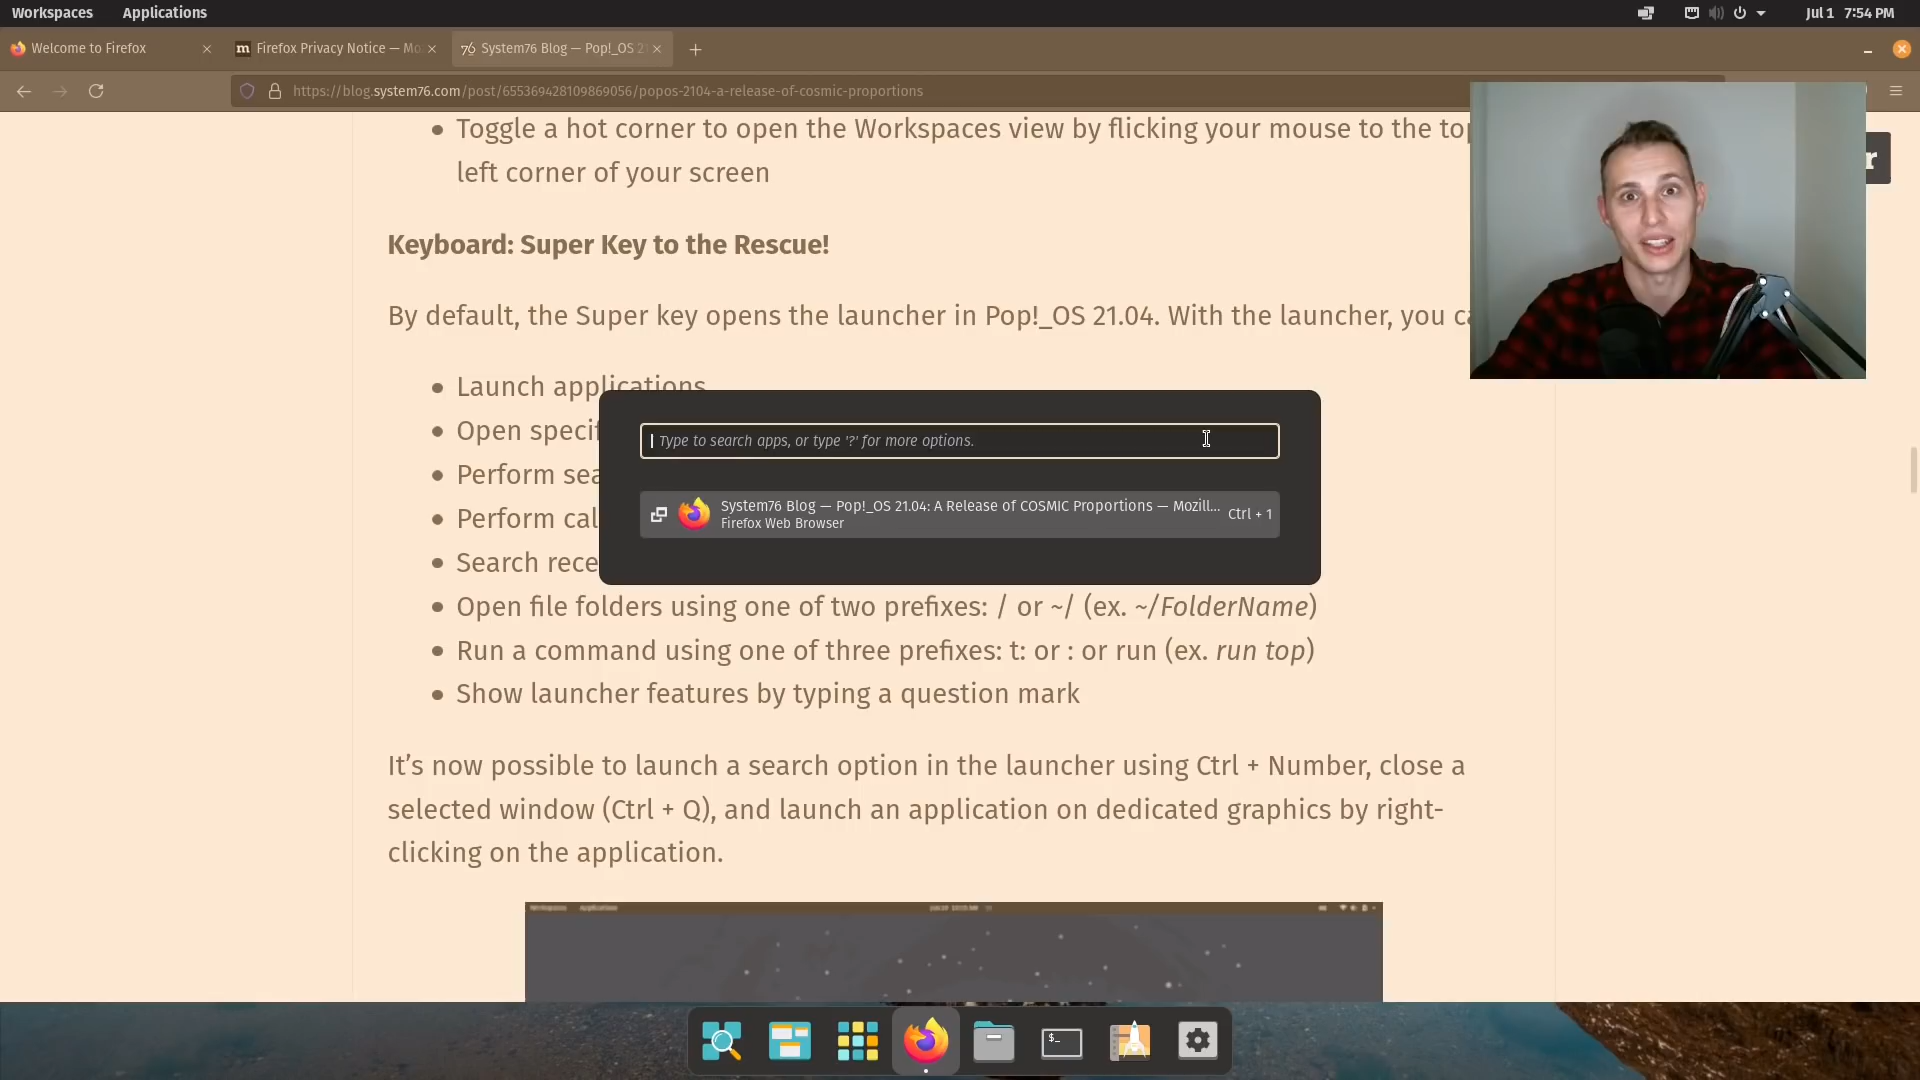 Workspaces Applications Jul 1 7:54 PM
Welcome to Firefox Firefox Privacy Notice — Mo System76 Blog — Pop!_OS 21
https://blog.system76.com/post/655369428109869056/popos-2104-a-release-of-cosmic-proportions
Toggle a hot corner to open the Workspaces view by flicking your mouse to the top
left corner of your screen
Keyboard: Super Key to the Rescue!
By default, the Super key opens the launcher in Pop!_OS 21.04. With the launcher, you ca
Launch applications
Open specif
Perform sea
Perform cal
Search rece
Type to search apps, or type '?' for more options.
System76 Blog — Pop!_OS 21.04: A Release of COSMIC Proportions — Mozill... Ctrl + 1
Firefox Web Browser
Open file folders using one of two prefixes: / or ~/ (ex. ~/FolderName)
Run a command using one of three prefixes: t: or : or run (ex. run top)
Show launcher features by typing a question mark
It’s now possible to launch a search option in the launcher using Ctrl + Number, close a
selected window (Ctrl + Q), and launch an application on dedicated graphics by right-
clicking on the application.
Workspaces Applications